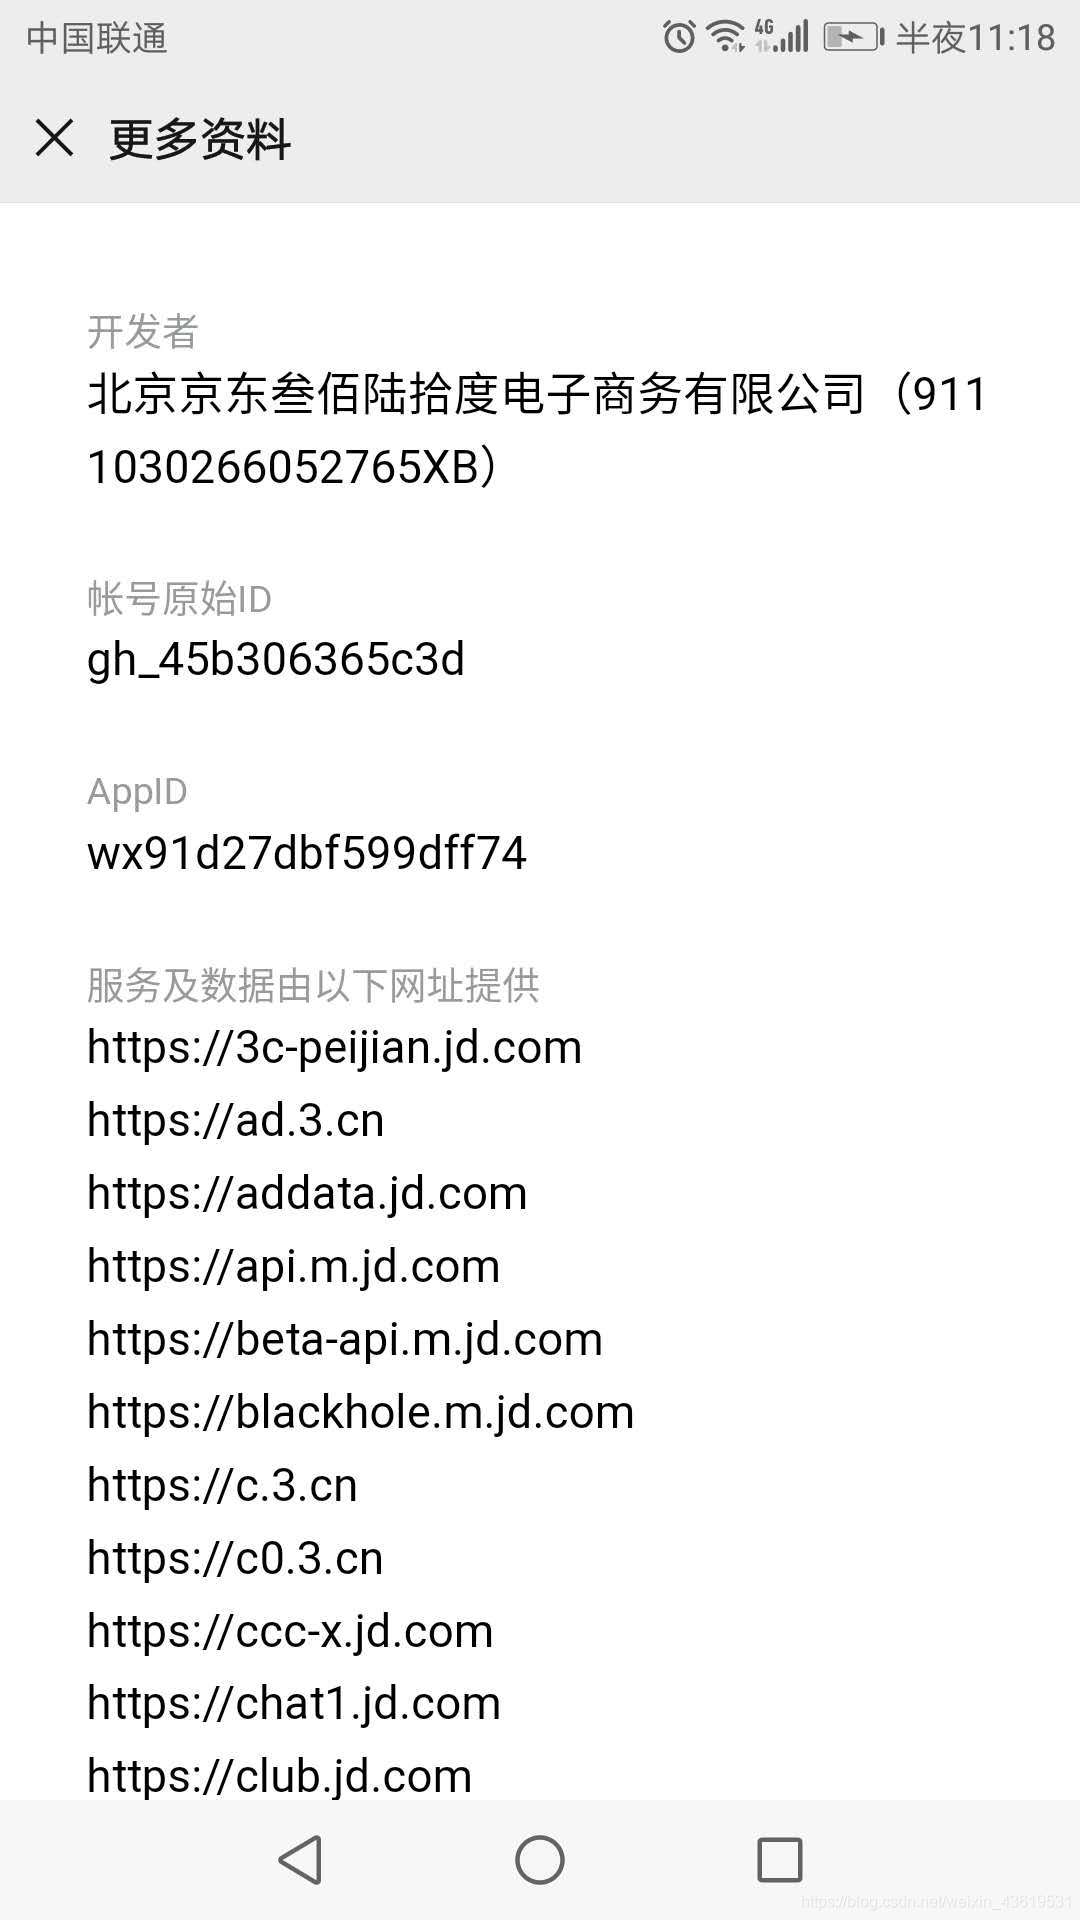 中国联通
4G
半夜11:18
更多资料
开发者
北京京东叁佰陆拾度电子商务有限公司（911
1030266052765XB）
帐号原始ID
gh_45b306365c3d
AppID
wx91d27dbf599dff74
服务及数据由以下网址提供
https://3c-peijian.jd.com
https://ad.3.cn
https://addata.jd.com
https://api.m.jd.com
https://beta-api.m.jd.com
https://blackhole.m.jd.com
https://c.3.cn
https://c0.3.cn
https://ccc-x.jd.com
https://chat1.jd.com
https://club.jd.com
https://blog.csdn.net/weixin_43619531